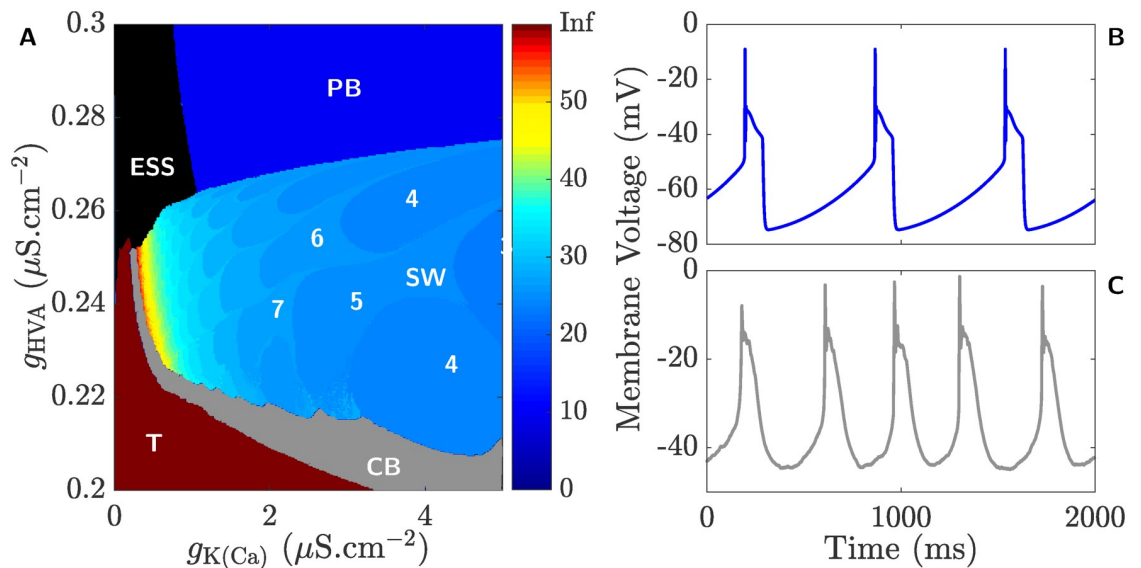 A
0.3
0.28
0.26
0.24
0.22
0.2
g_HVA (μS.cm⁻²)
0
2
4
g_K(Ca) (μS.cm⁻²)
PB
ESS
4
6
3
SW
7
5
4
T
CB
Inf
50
40
30
20
10
0
B
0
-20
-40
-60
-80
C
0
-20
-40
Membrane Voltage (mV)
0
1000
2000
Time (ms)